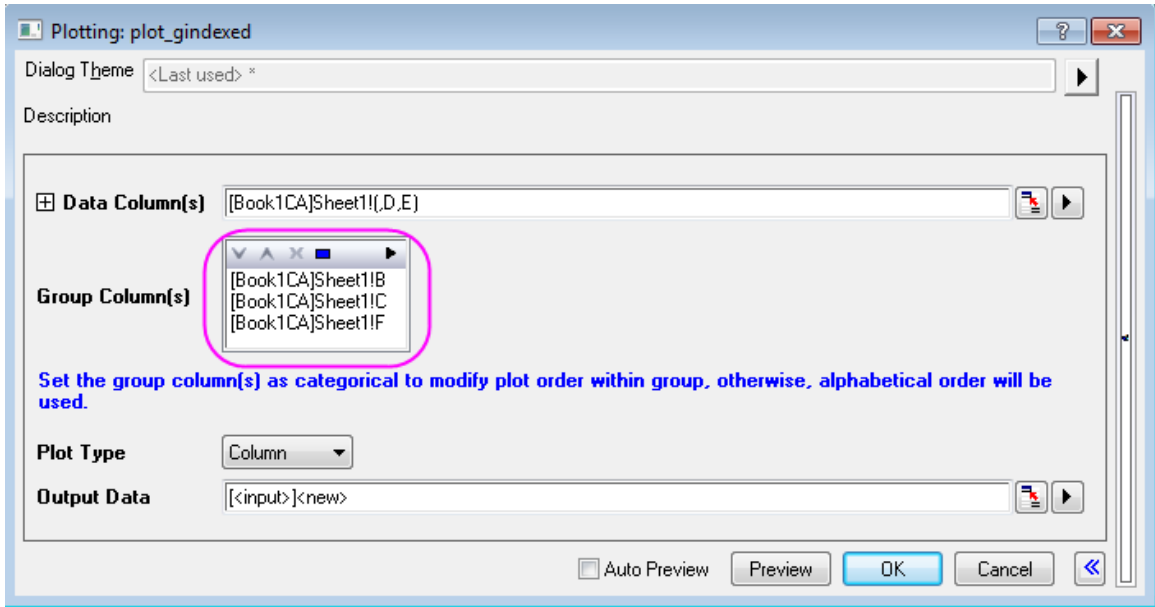 Plotting: plot_gindexed
Dialog Theme <Last used> *
Description
Data Column(s) [Book1CA]Sheet1!(,D,E)
Group Column(s)
[Book1CA]Sheet1!B
[Book1CA]Sheet1!C
[Book1CA]Sheet1!F
Set the group column(s) as categorical to modify plot order within group, otherwise, alphabetical order will be
used.
Plot Type Column
Output Data [<input>]<new>
Auto Preview Preview OK Cancel